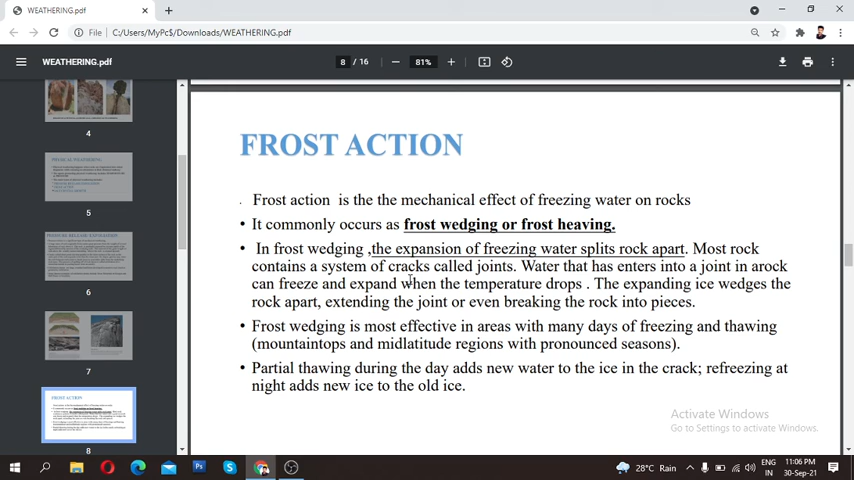 WEATHERING.pdf
File
C:/Users/MyPc$/Downloads/WEATHERING.pdf
WEATHERING.pdf
8 / 16
81%
4
5
6
7
FROST ACTION
8
FROST ACTION
. Frost action is the the mechanical effect of freezing water on rocks
• It commonly occurs as frost wedging or frost heaving.
• In frost wedging ,the expansion of freezing water splits rock apart. Most rock
contains a system of cracks called joints. Water that has enters into a joint in arock
can freeze and expand when the temperature drops . The expanding ice wedges the
rock apart, extending the joint or even breaking the rock into pieces.
• Frost wedging is most effective in areas with many days of freezing and thawing
(mountaintops and midlatitude regions with pronounced seasons).
• Partial thawing during the day adds new water to the ice in the crack; refreezing at
night adds new ice to the old ice.
Activate Windows
Go to Settings to activate Windows.
28°C Rain
ENG
IN
11:06 PM
30-Sep-21